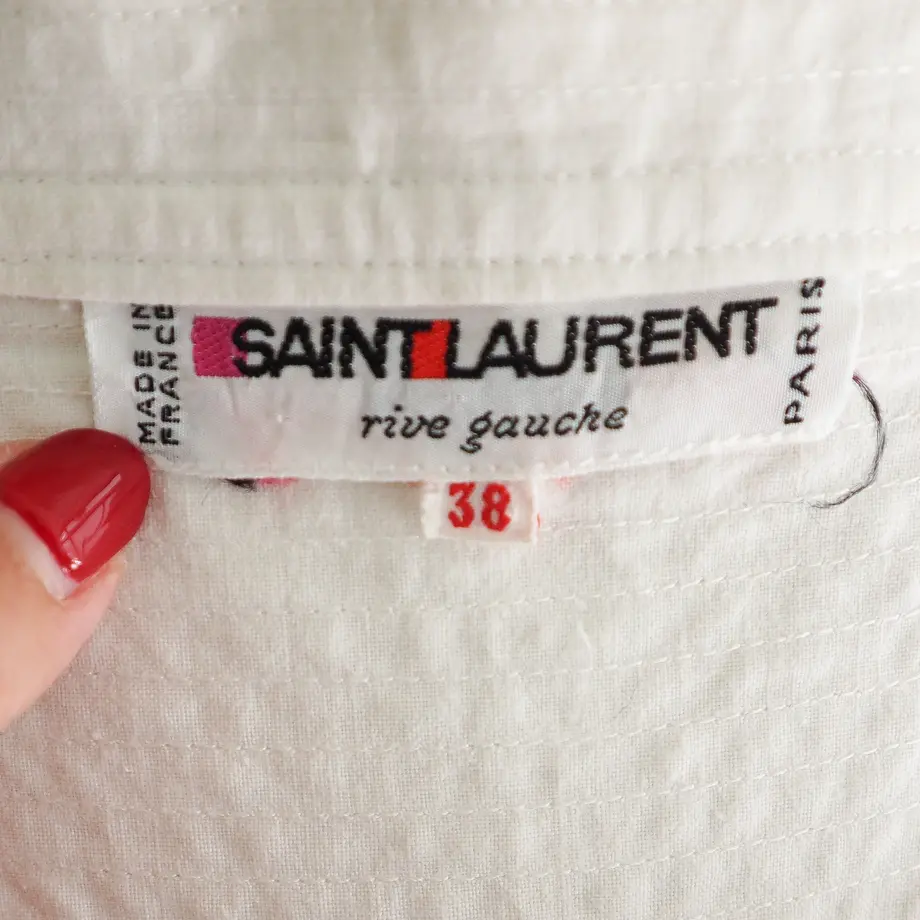 MADE IN
FRANCE
SAINT LAURENT
rive gauche
PARIS
38